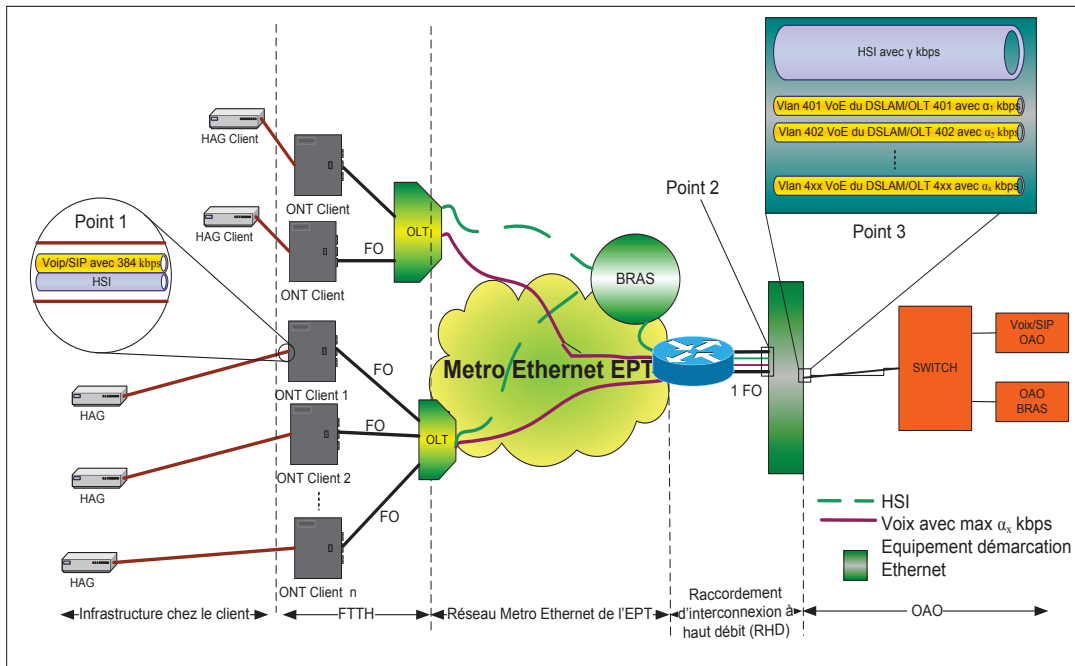 HSI avec γ kbps
Vlan 401 VoE du DSLAM/OLT 401 avec α₁ kbps
Vlan 402 VoE du DSLAM/OLT 402 avec α₂ kbps
Vlan 4xx VoE du DSLAM/OLT 4xx avec αₓ kbps
HAG Client
ONT Client
HAG Client
ONT Client
FO
OLT
Point 1
Voip/SIP avec 384 kbps
HSI
Point 2
Point 3
BRAS
Metro Ethernet EPT
1 FO
SWITCH
Voix/SIP
OAO
OAO
BRAS
HAG
ONT Client 1
FO
FO
OLT
HAG
ONT Client 2
FO
HAG
ONT Client n
HSI
Voix avec max αₓ kbps
Equipement démarcation
Ethernet
Infrastructure chez le client
FTTH
Réseau Metro Ethernet de l'EPT
Raccordement
d'interconnexion à
haut débit (RHD)
OAO